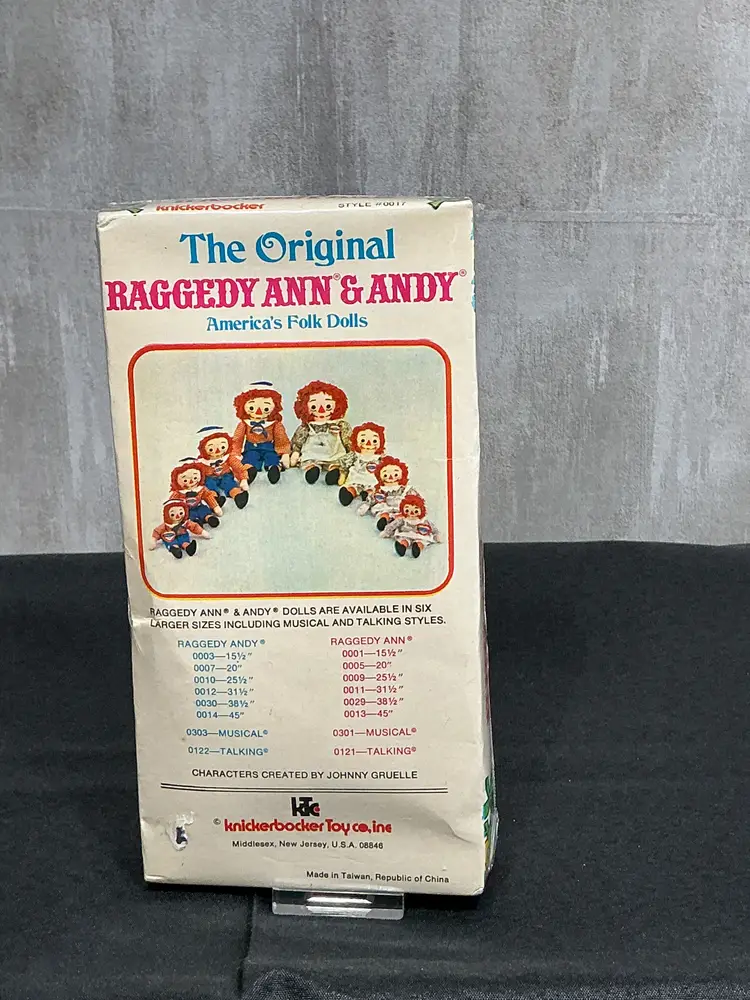 knickerbocker STYLE #0017
The Original
RAGGEDY ANN® & ANDY®
America's Folk Dolls
RAGGEDY ANN® & ANDY® DOLLS ARE AVAILABLE IN SIX
LARGER SIZES INCLUDING MUSICAL AND TALKING STYLES.
RAGGEDY ANDY®
0003—15½"
0007—20"
0010—25½"
0012—31½"
0030—38½"
0014—45"
0303—MUSICAL®
0122—TALKING®
RAGGEDY ANN®
0001—15½"
0005—20"
0009—25½"
0011—31½"
0029—38½"
0013—45"
0301—MUSICAL®
0121—TALKING®
CHARACTERS CREATED BY JOHNNY GRUELLE
KTC
© knickerbocker Toy co, inc
Middlesex, New Jersey, U.S.A. 08846
Made in Taiwan, Republic of China